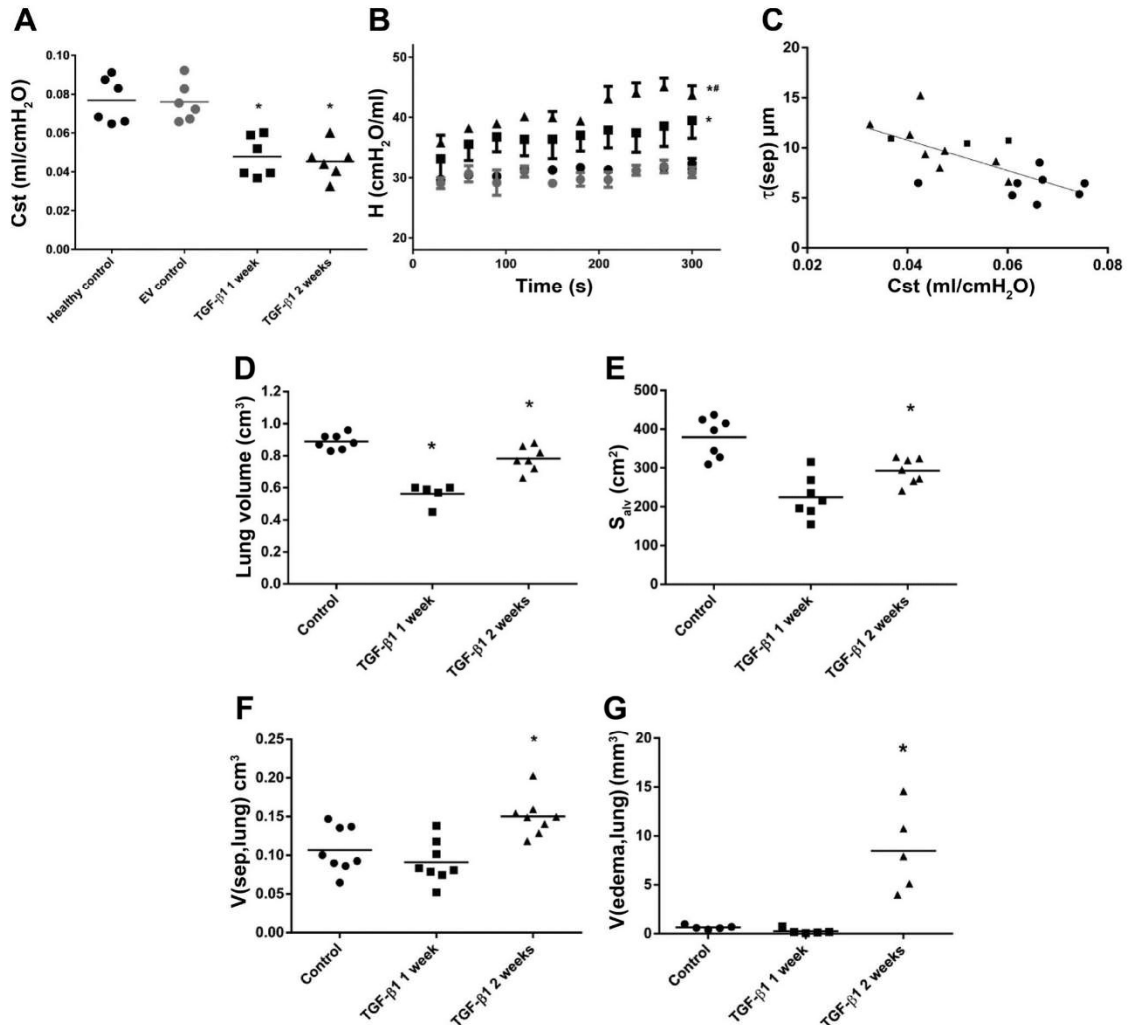 A
Cst (ml/cmH₂O)
0.10
0.08
0.06
0.04
0.02
0.00
*
*
Healthy control
EV control
TGF-β1 1 week
TGF-β1 2 weeks
B
H (cmH₂O/ml)
50
40
30
20
0
100
200
300
Time (s)
*#
*
C
τ(sep) μm
20
15
10
5
0
0.02
0.04
0.06
0.08
Cst (ml/cmH₂O)
D
Lung volume (cm³)
1.2
1.0
0.8
0.6
0.4
0.2
0.0
*
*
Control
TGF-β1 1 week
TGF-β1 2 weeks
E
Salv (cm²)
500
400
300
200
100
0
*
Control
TGF-β1 1 week
TGF-β1 2 weeks
F
V(sep,lung) cm³
0.25
0.20
0.15
0.10
0.05
0.00
*
Control
TGF-β1 1 week
TGF-β1 2 weeks
G
V(edema,lung) (mm³)
20
15
10
5
0
*
Control
TGF-β1 1 week
TGF-β1 2 weeks